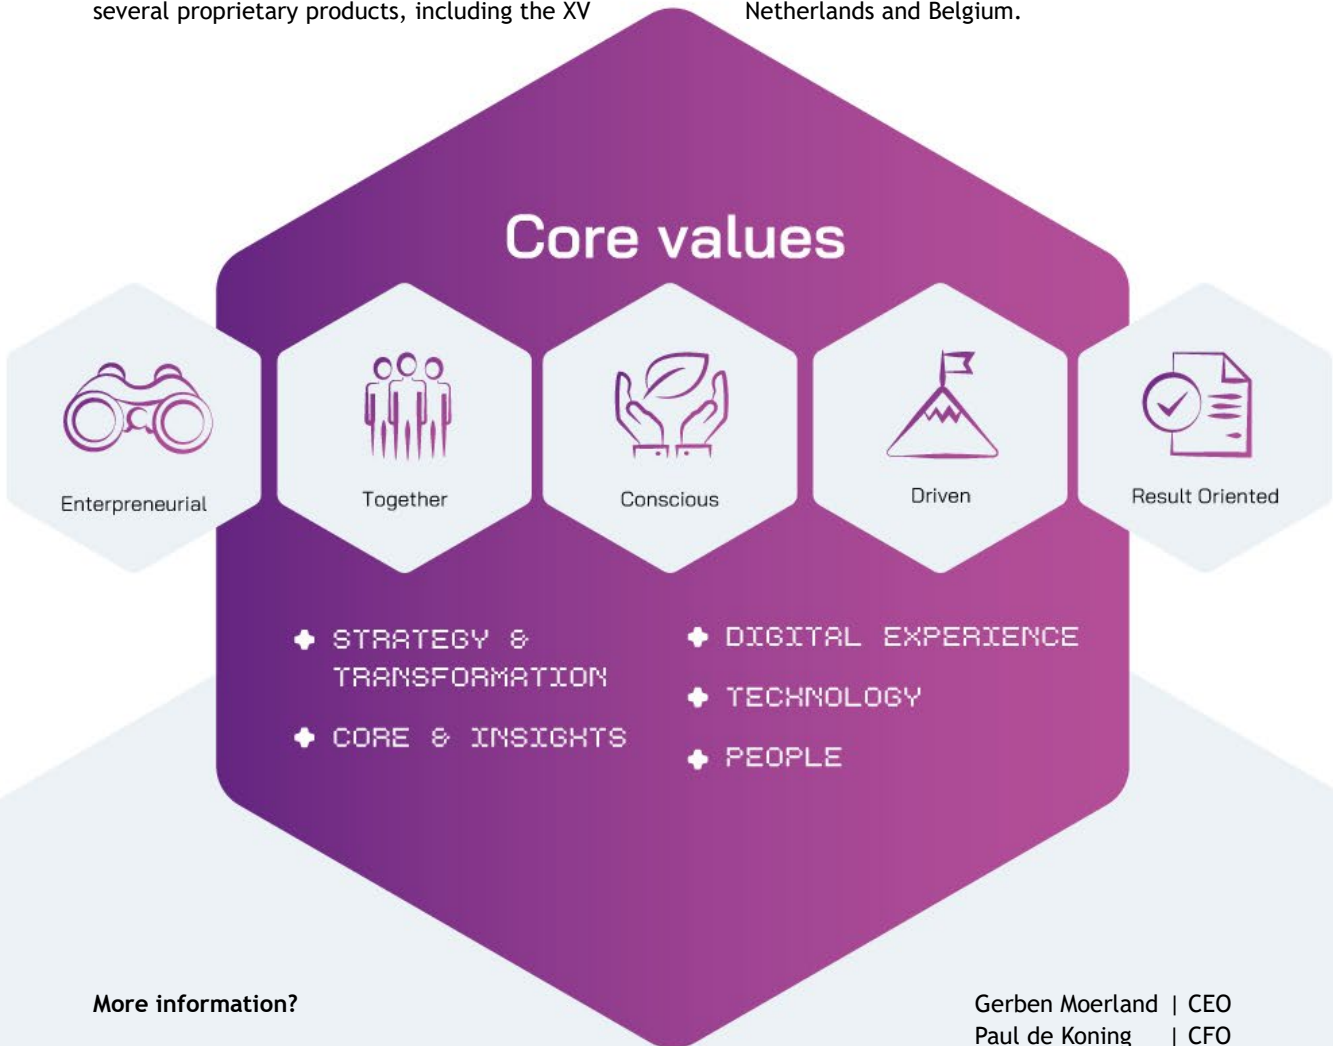 several proprietary products, including the XV
Netherlands and Belgium.
Core values
Enterpreneurial
Together
Conscious
Driven
Result Oriented
STRATEGY &
TRANSFORMATION
CORE & INSIGHTS
DIGITAL EXPERIENCE
TECHNOLOGY
PEOPLE
More information?
Gerben Moerland | CEO
Paul de Koning | CFO